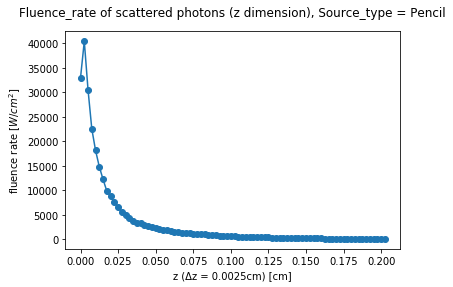 Fluence_rate of scattered photons (z dimension), Source_type = Pencil
40000
35000
30000
25000
20000
15000
10000
5000
0
fluence rate [W/cm²]
0.000 0.025 0.050 0.075 0.100 0.125 0.150 0.175 0.200
z (Δz = 0.0025cm) [cm]